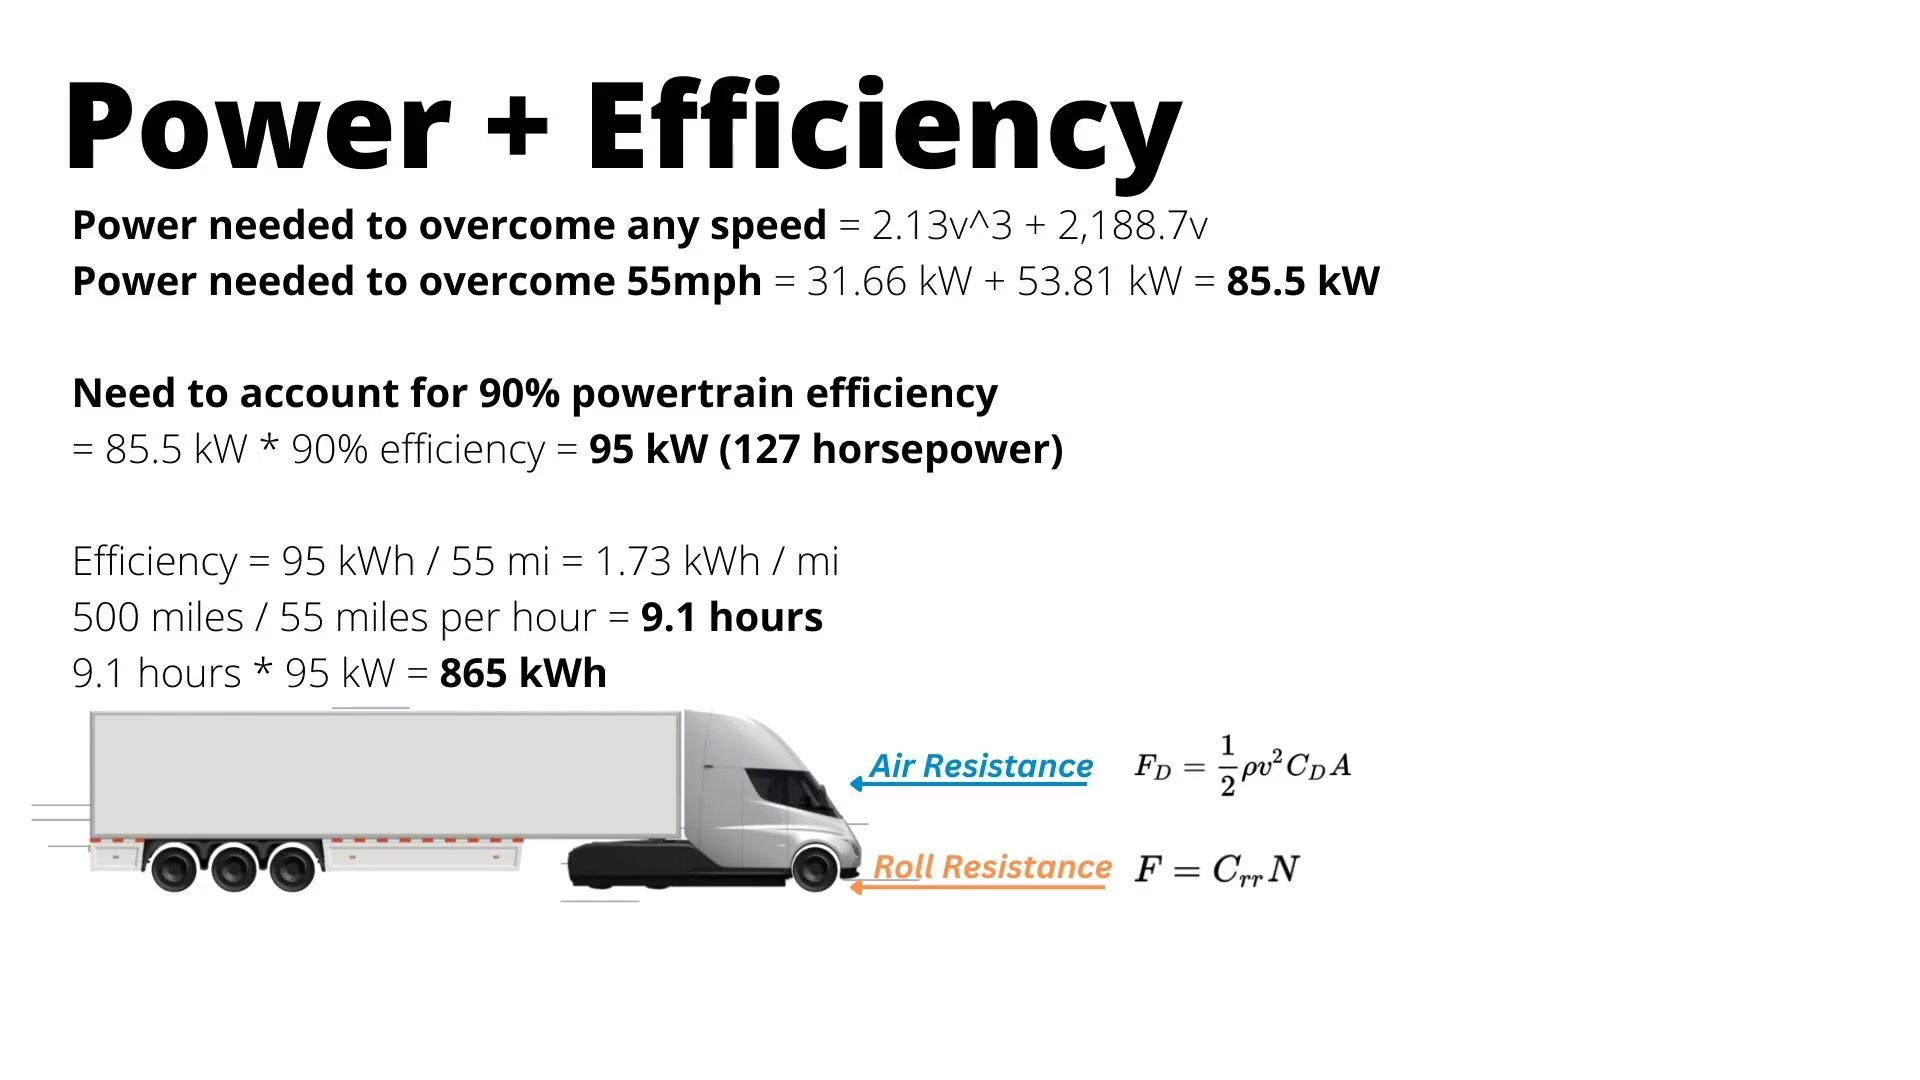 Power + Efficiency
Power needed to overcome any speed = 2.13v^3 + 2,188.7v
Power needed to overcome 55mph = 31.66 kW + 53.81 kW = 85.5 kW
Need to account for 90% powertrain efficiency
= 85.5 kW * 90% efficiency = 95 kW (127 horsepower)
Efficiency = 95 kWh / 55 mi = 1.73 kWh / mi
500 miles / 55 miles per hour = 9.1 hours
9.1 hours * 95 kW = 865 kWh
Air Resistance F_D = 1/2 ρv²C_D A
Roll Resistance F = C_rr N